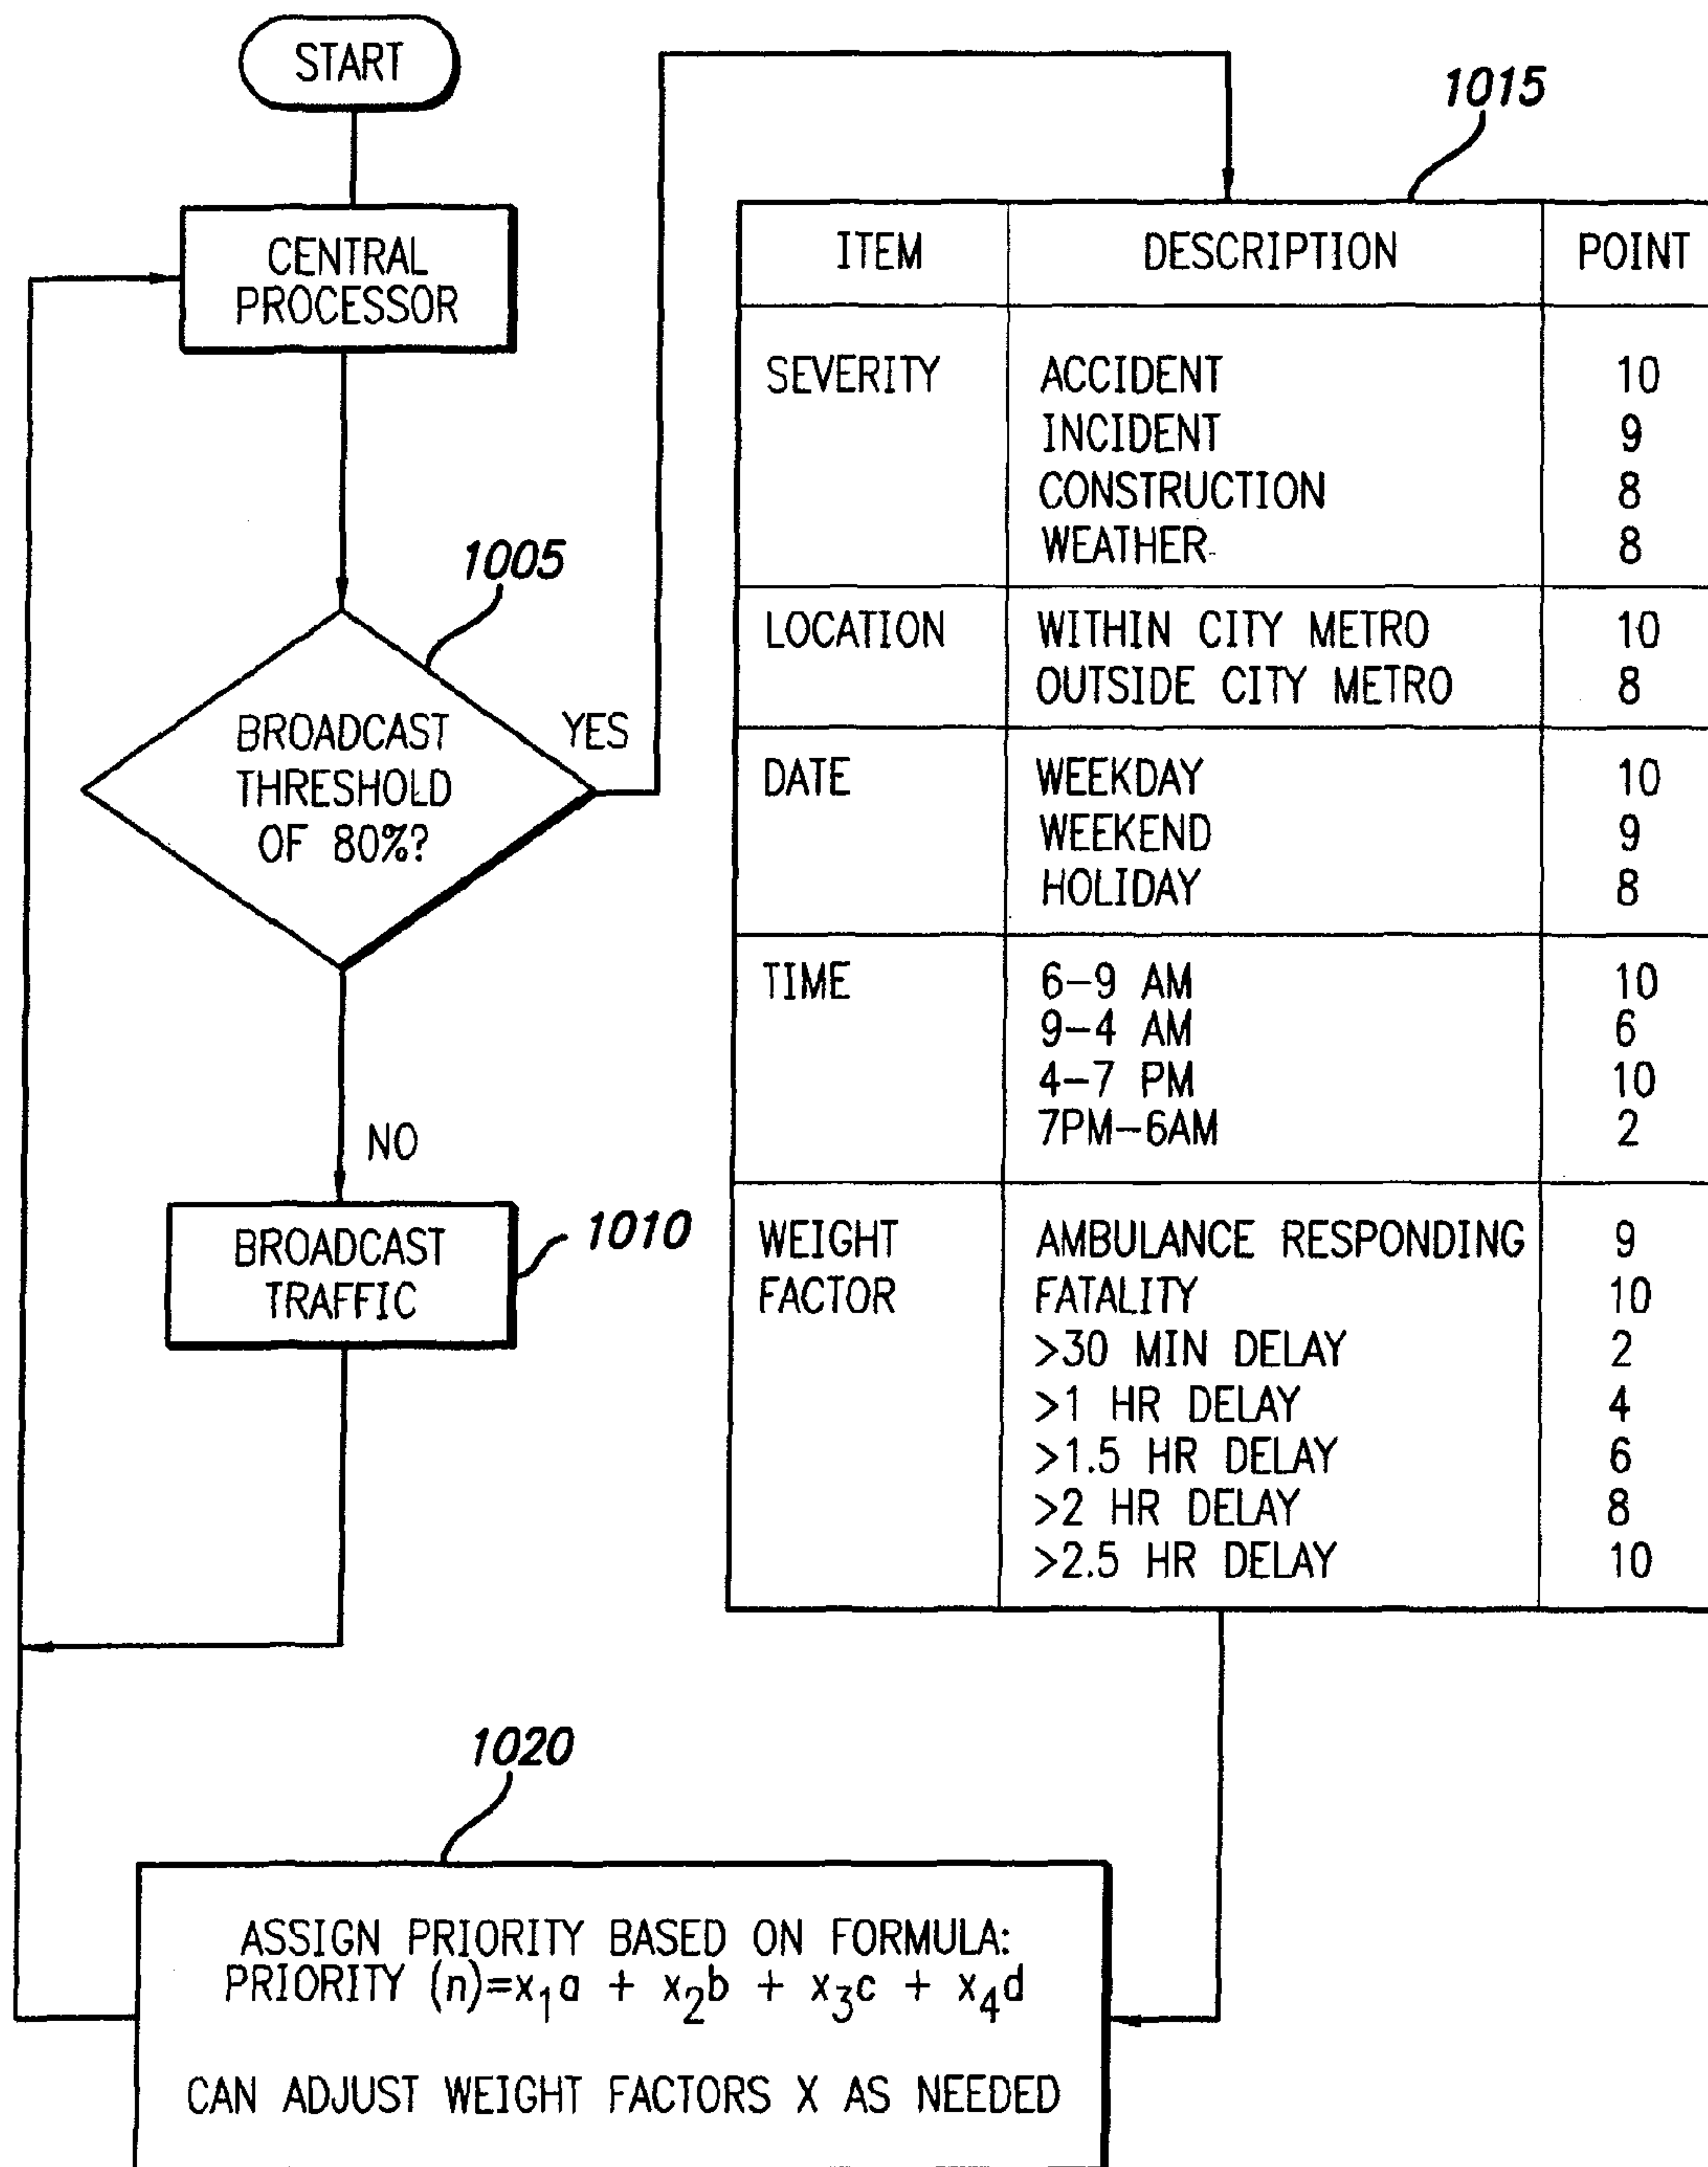 START
CENTRAL
PROCESSOR
1005
BROADCAST
THRESHOLD
OF 80%?
YES
NO
BROADCAST
TRAFFIC
1010
1015
ITEM DESCRIPTION POINT
SEVERITY ACCIDENT 10
INCIDENT 9
CONSTRUCTION 8
WEATHER 8
LOCATION WITHIN CITY METRO 10
OUTSIDE CITY METRO 8
DATE WEEKDAY 10
WEEKEND 9
HOLIDAY 8
TIME 6-9 AM 10
9-4 AM 6
4-7 PM 10
7PM-6AM 2
WEIGHT AMBULANCE RESPONDING 9
FACTOR FATALITY 10
>30 MIN DELAY 2
>1 HR DELAY 4
>1.5 HR DELAY 6
>2 HR DELAY 8
>2.5 HR DELAY 10
1020
ASSIGN PRIORITY BASED ON FORMULA:
PRIORITY (n)=x₁a + x₂b + x₃c + x₄d
CAN ADJUST WEIGHT FACTORS X AS NEEDED